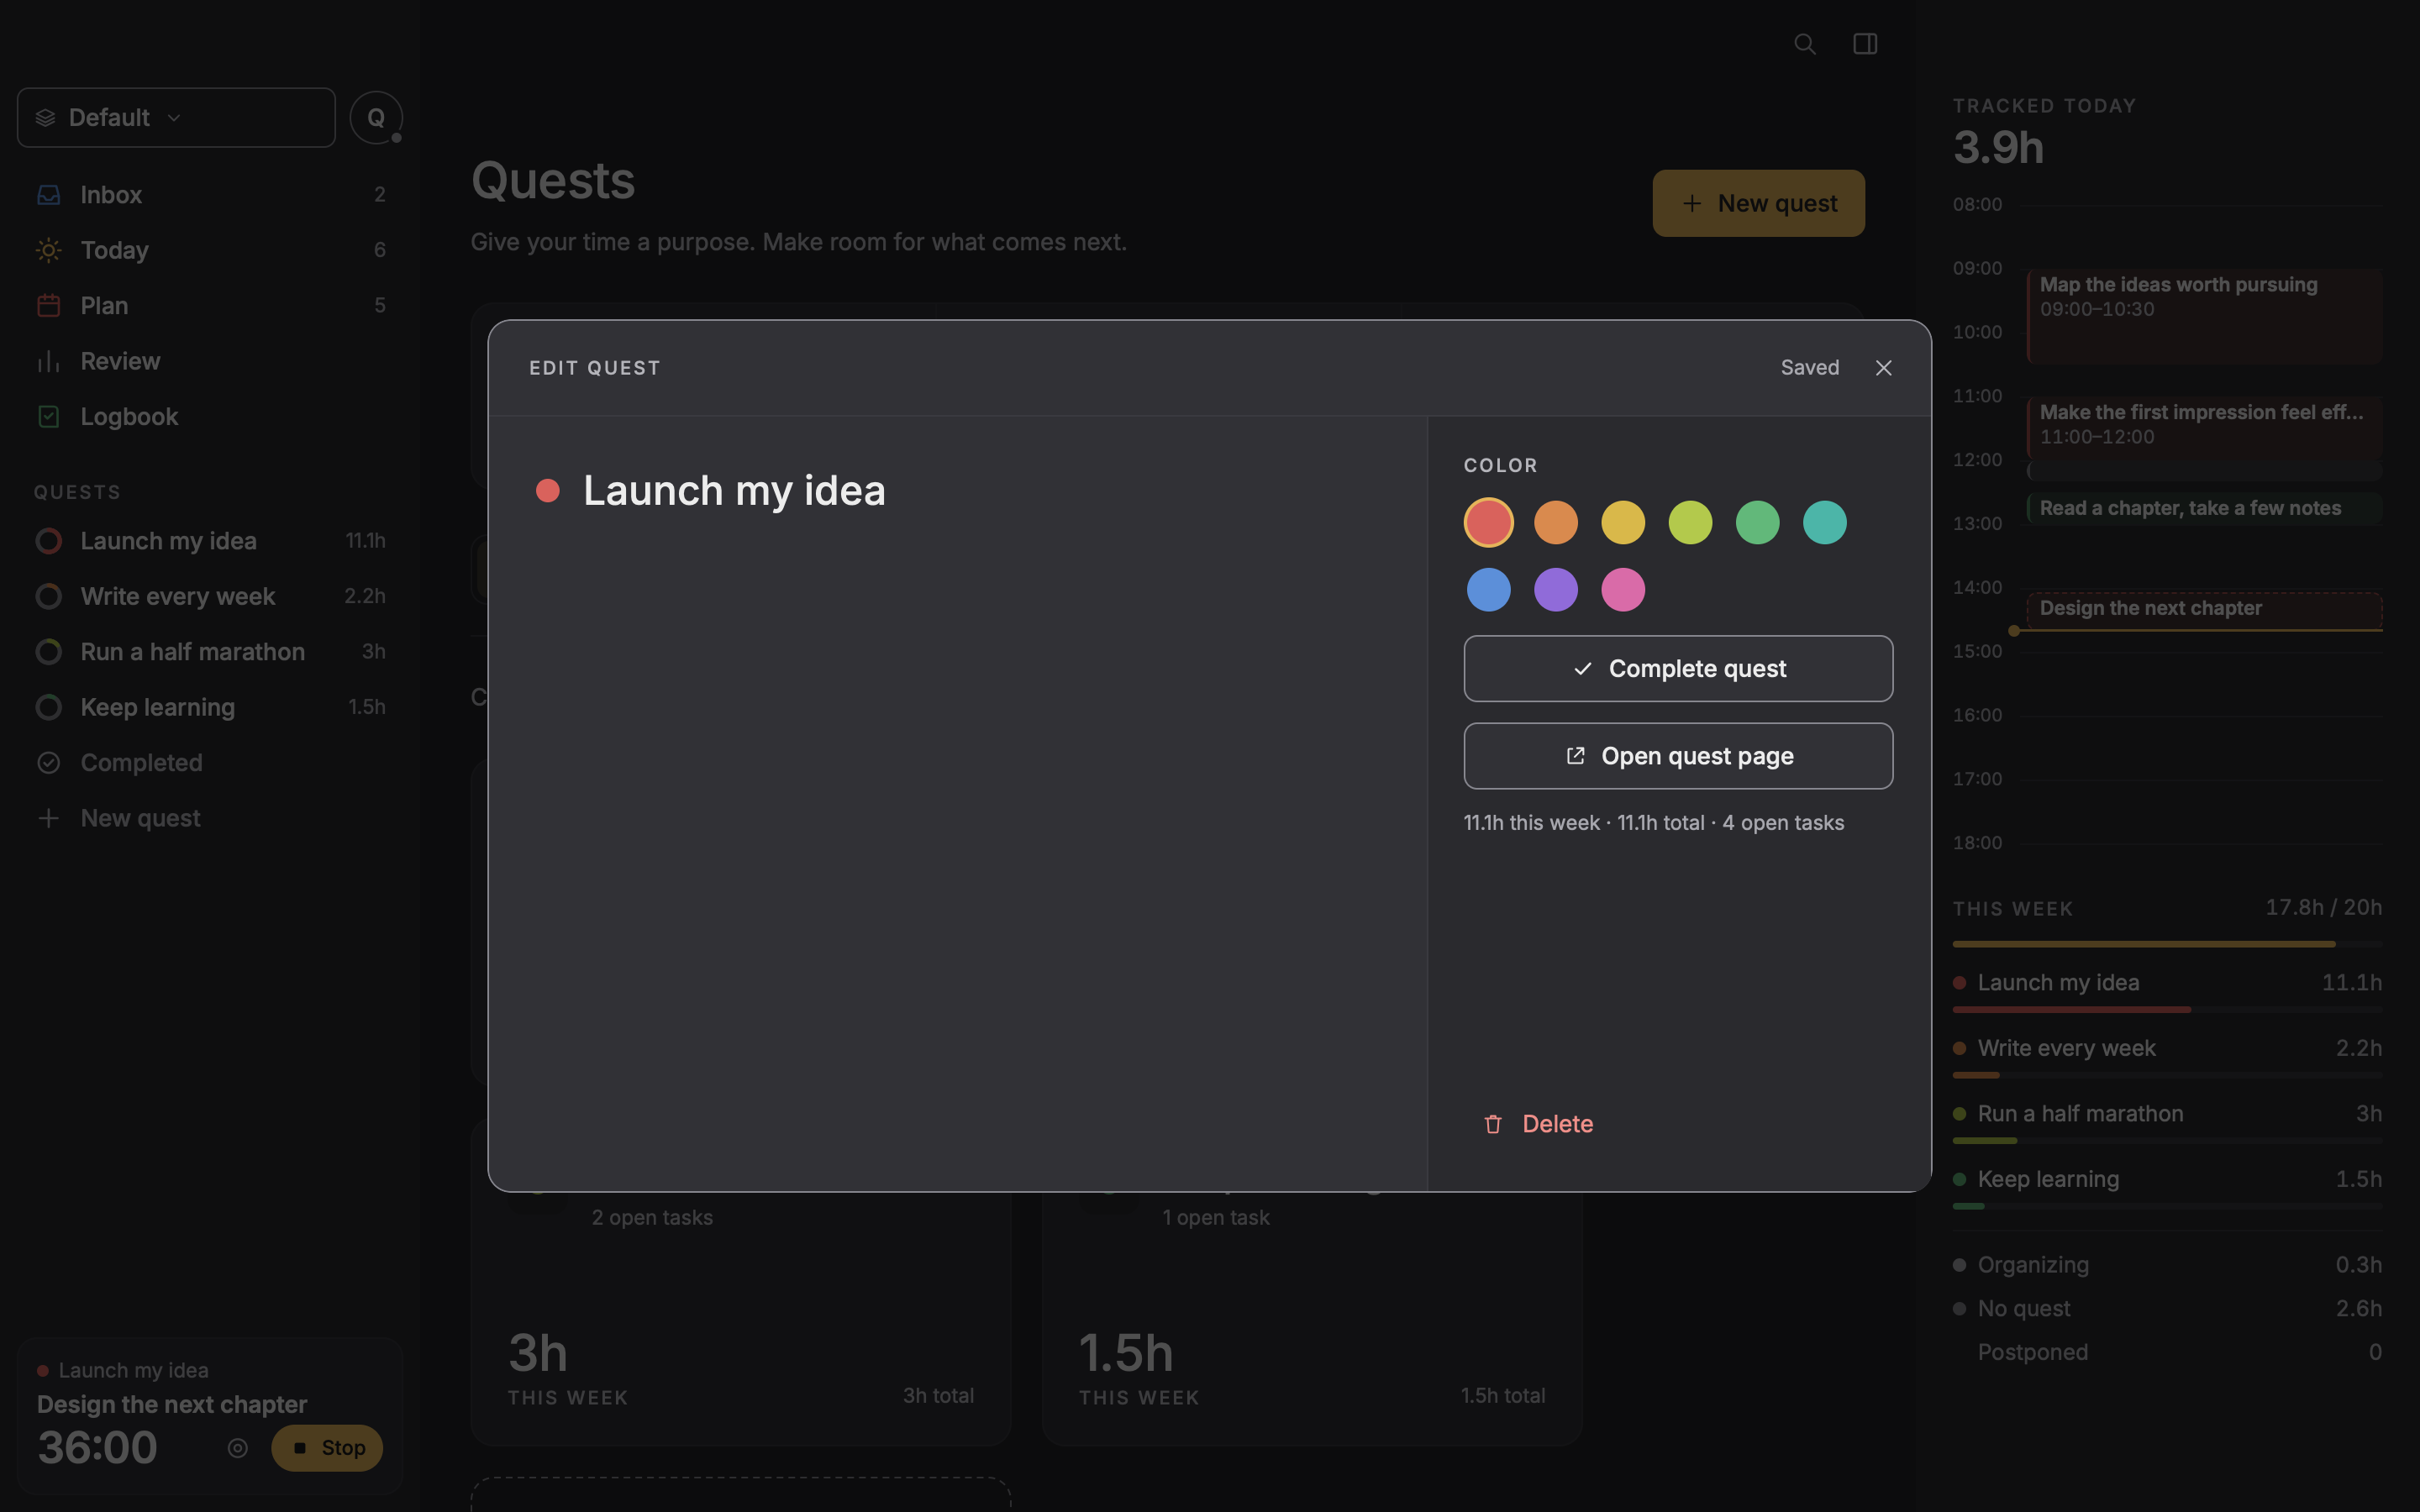 Default
Q
Inbox 2
Today 6
Plan 5
Review
Logbook
QUESTS
Launch my idea 11.1h
Write every week 2.2h
Run a half marathon 3h
Keep learning 1.5h
Completed
New quest
Launch my idea
Design the next chapter
36:00 Stop
Quests
Give your time a purpose. Make room for what comes next.
New quest
EDIT QUEST Saved
Launch my idea
COLOR
Complete quest
Open quest page
11.1h this week · 11.1h total · 4 open tasks
Delete
2 open tasks
3h
THIS WEEK 3h total
1 open task
1.5h
THIS WEEK 1.5h total
TRACKED TODAY
3.9h
08:00
09:00
Map the ideas worth pursuing
09:00–10:30
10:00
11:00
Make the first impression feel eff...
11:00–12:00
12:00
Read a chapter, take a few notes
13:00
14:00
Design the next chapter
15:00
16:00
17:00
18:00
THIS WEEK 17.8h / 20h
Launch my idea 11.1h
Write every week 2.2h
Run a half marathon 3h
Keep learning 1.5h
Organizing 0.3h
No quest 2.6h
Postponed 0